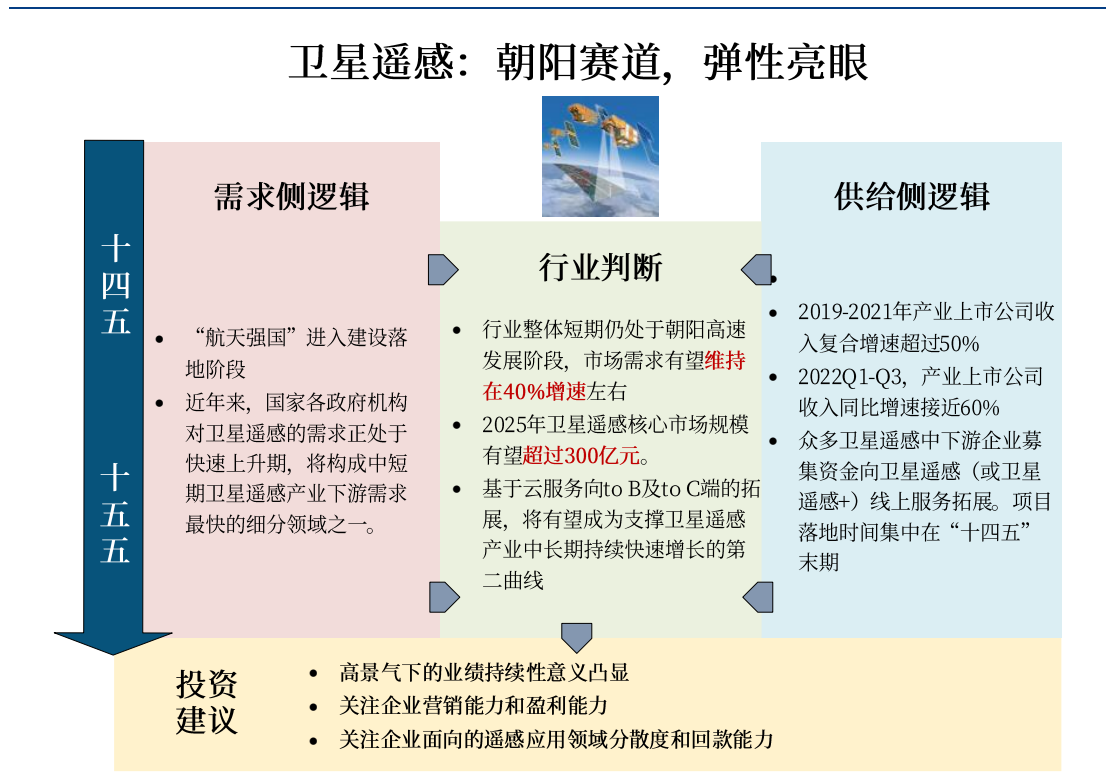 卫星遥感：朝阳赛道，弹性亮眼
十四五
十五五
需求侧逻辑
• “航天强国”进入建设落
地阶段
• 近年来，国家各政府机构
对卫星遥感的需求正处于
快速上升期，将构成中短
期卫星遥感产业下游需求
最快的细分领域之一。
行业判断
• 行业整体短期仍处于朝阳高速
发展阶段，市场需求有望维持
在40%增速左右
• 2025年卫星遥感核心市场规模
有望超过300亿元。
• 基于云服务向to B及to C端的拓
展，将有望成为支撑卫星遥感
产业中长期持续快速增长的第
二曲线
供给侧逻辑
•
• 2019-2021年产业上市公司收
入复合增速超过50%
• 2022Q1-Q3，产业上市公司
收入同比增速接近60%
• 众多卫星遥感中下游企业募
集资金向卫星遥感（或卫星
遥感+）线上服务拓展。项目
落地时间集中在“十四五”
末期
投资
建议
• 高景气下的业绩持续性意义凸显
• 关注企业营销能力和盈利能力
• 关注企业面向的遥感应用领域分散度和回款能力